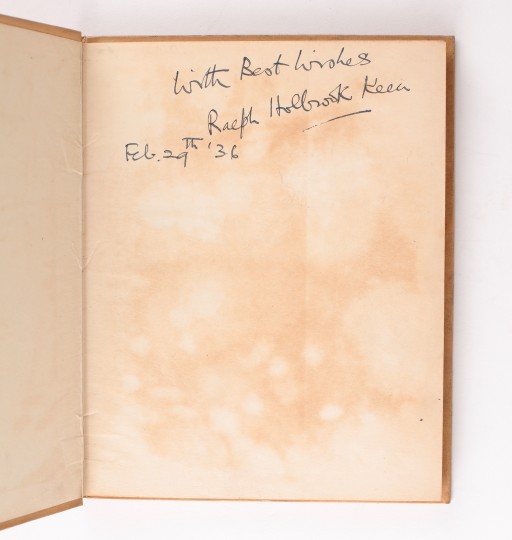 With Best Wishes
Ralph Holbrook Keen
Feb. 29th '36